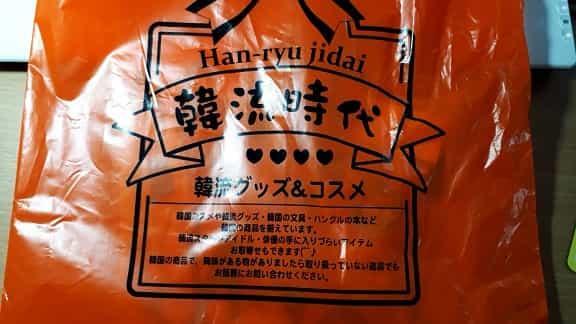 Han-ryu jidai
韓流時代
韓流グッズ&コスメ
韓国コスメや韓流グッズ・韓国の文具・ハングルの本など
韓国の商品を揃えています。
韓流スター・アイドル・俳優の手に入りづらいアイテム
お取寄せもできます(^^♪
韓国の商品で、興味がある物がありましたら取り扱っていない商品でも
お気軽にお問い合わせください。